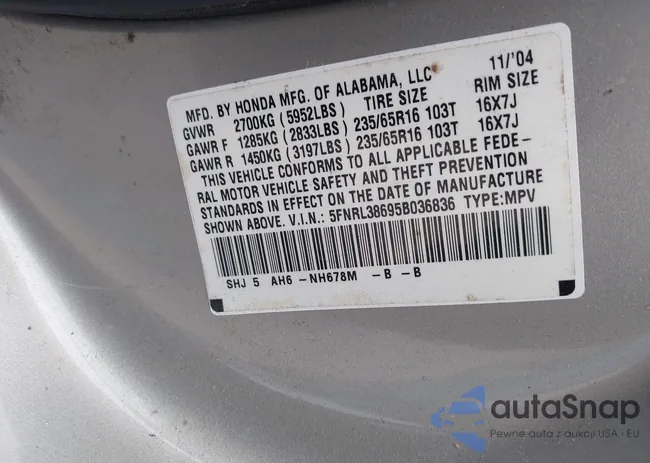 MFD. BY HONDA MFG. OF ALABAMA, LLC 11/'04
GVWR 2700KG (5952LBS) TIRE SIZE RIM SIZE
GAWR F 1285KG (2833LBS) 235/65R16 103T 16X7J
GAWR R 1450KG (3197LBS) 235/65R16 103T 16X7J
THIS VEHICLE CONFORMS TO ALL APPLICABLE FEDE-
RAL MOTOR VEHICLE SAFETY AND THEFT PREVENTION
STANDARDS IN EFFECT ON THE DATE OF MANUFACTURE
SHOWN ABOVE. V.I.N.: 5FNRL38695B036836 TYPE:MPV
SHJ 5 AH6 -NH678M -B -B
autaSnap
Pewne auta z aukcji USA - EU